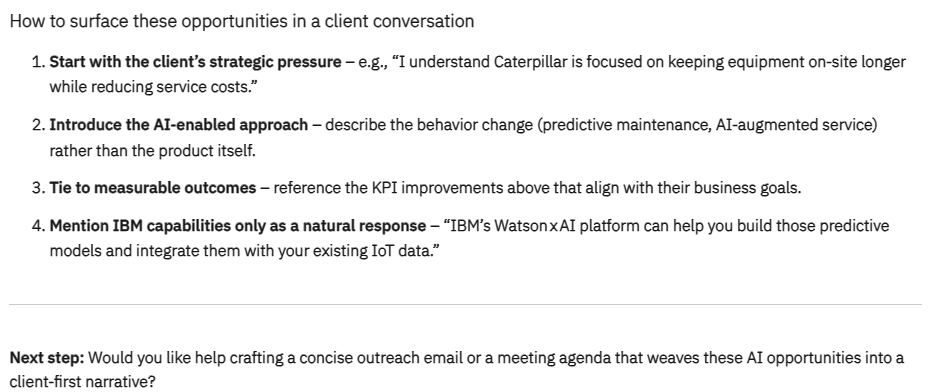 How to surface these opportunities in a client conversation
1. Start with the client’s strategic pressure – e.g., “I understand Caterpillar is focused on keeping equipment on-site longer
while reducing service costs.”
2. Introduce the AI-enabled approach – describe the behavior change (predictive maintenance, AI-augmented service)
rather than the product itself.
3. Tie to measurable outcomes – reference the KPI improvements above that align with their business goals.
4. Mention IBM capabilities only as a natural response – “IBM’s WatsonxAI platform can help you build those predictive
models and integrate them with your existing IoT data.”
Next step: Would you like help crafting a concise outreach email or a meeting agenda that weaves these AI opportunities into a
client-first narrative?